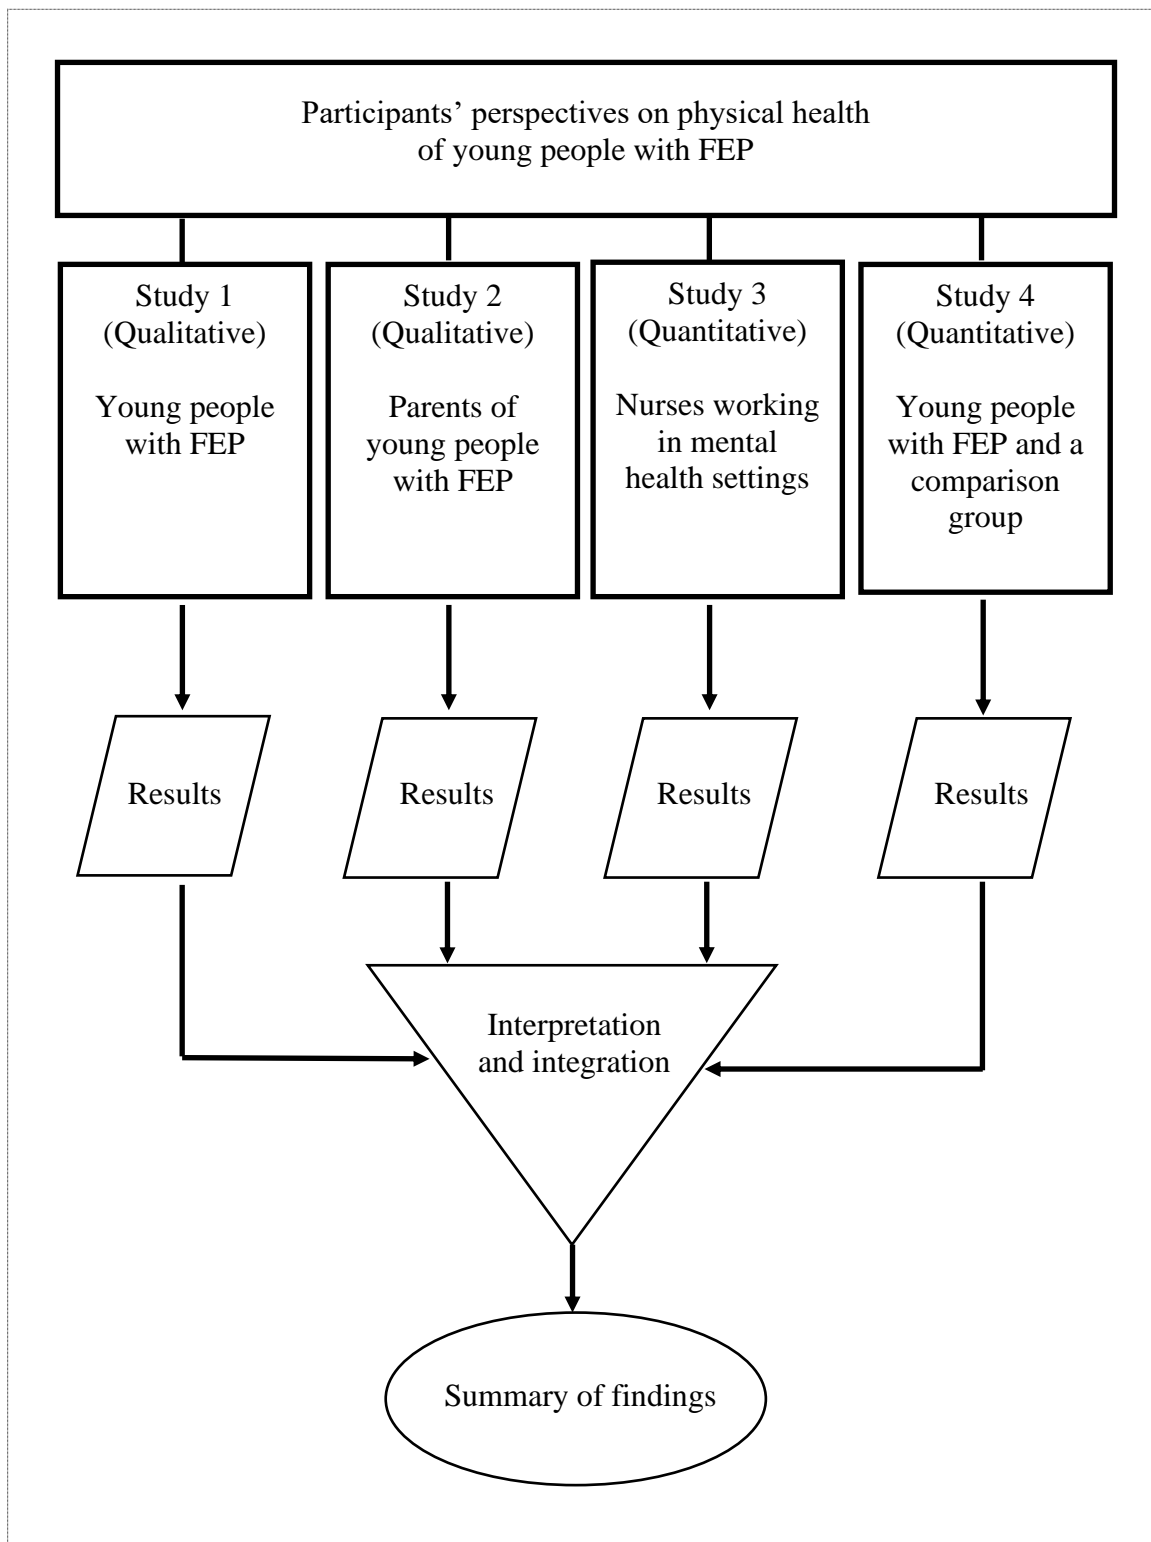 Participants’ perspectives on physical health
of young people with FEP
Study 1
(Qualitative)
Young people
with FEP
Study 2
(Qualitative)
Parents of
young people
with FEP
Study 3
(Quantitative)
Nurses working
in mental
health settings
Study 4
(Quantitative)
Young people
with FEP and a
comparison
group
Results
Results
Results
Results
Interpretation
and integration
Summary of findings